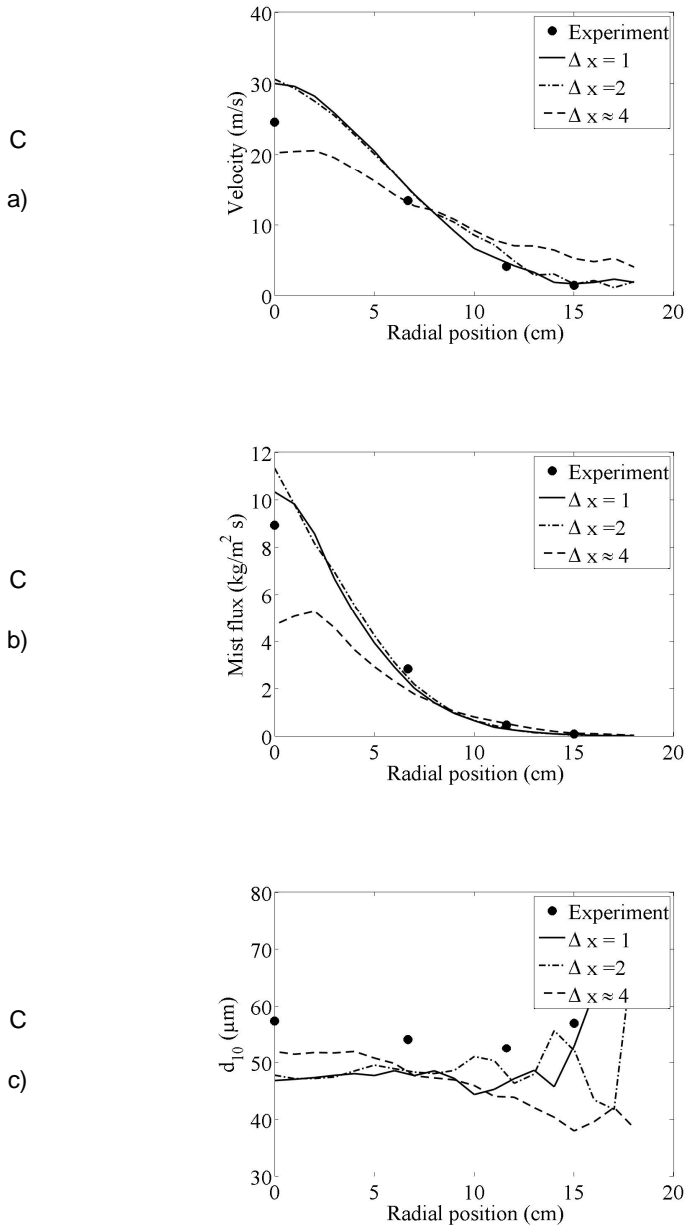 C
a)
40
30
20
10
0
Velocity (m/s)
0 5 10 15 20
Radial position (cm)
Experiment
Δ x = 1
Δ x =2
Δ x ≈ 4
C
b)
12
10
8
6
4
2
0
Mist flux (kg/m² s)
0 5 10 15 20
Radial position (cm)
Experiment
Δ x = 1
Δ x =2
Δ x ≈ 4
C
c)
80
70
60
50
40
30
d₁₀ (μm)
0 5 10 15 20
Radial position (cm)
Experiment
Δ x = 1
Δ x =2
Δ x ≈ 4